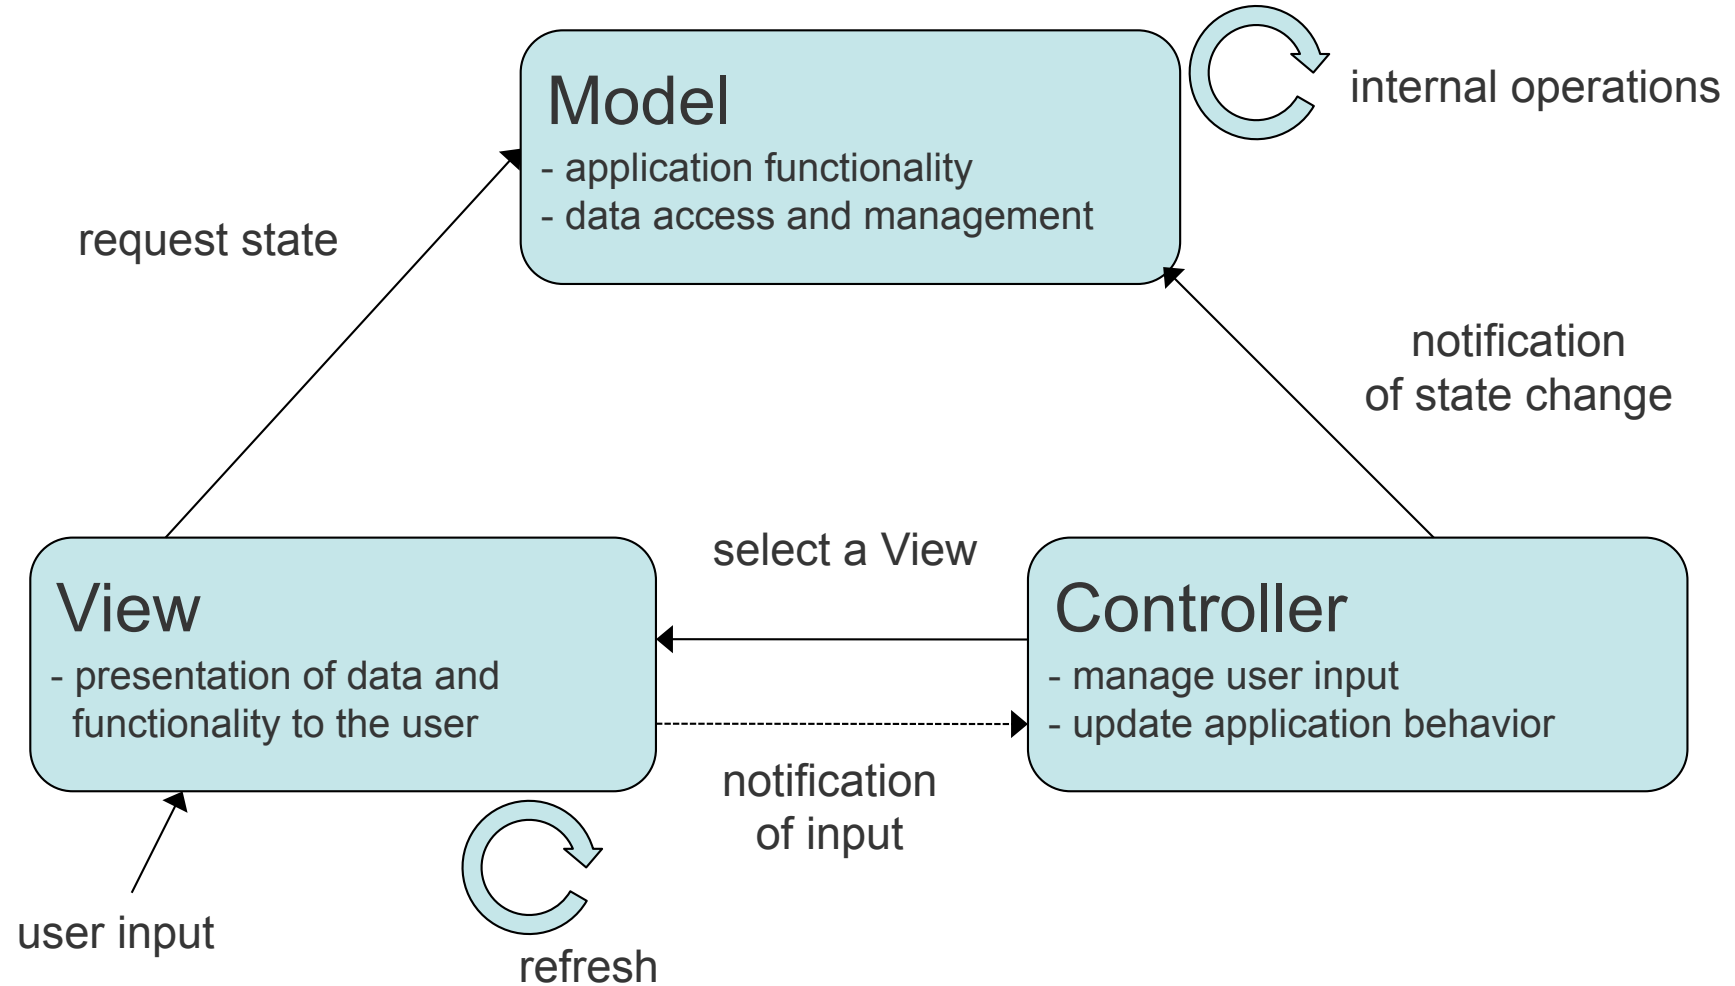 Model
- application functionality
- data access and management
internal operations
request state
notification
of state change
select a View
View
- presentation of data and
functionality to the user
Controller
- manage user input
- update application behavior
notification
of input
user input
refresh